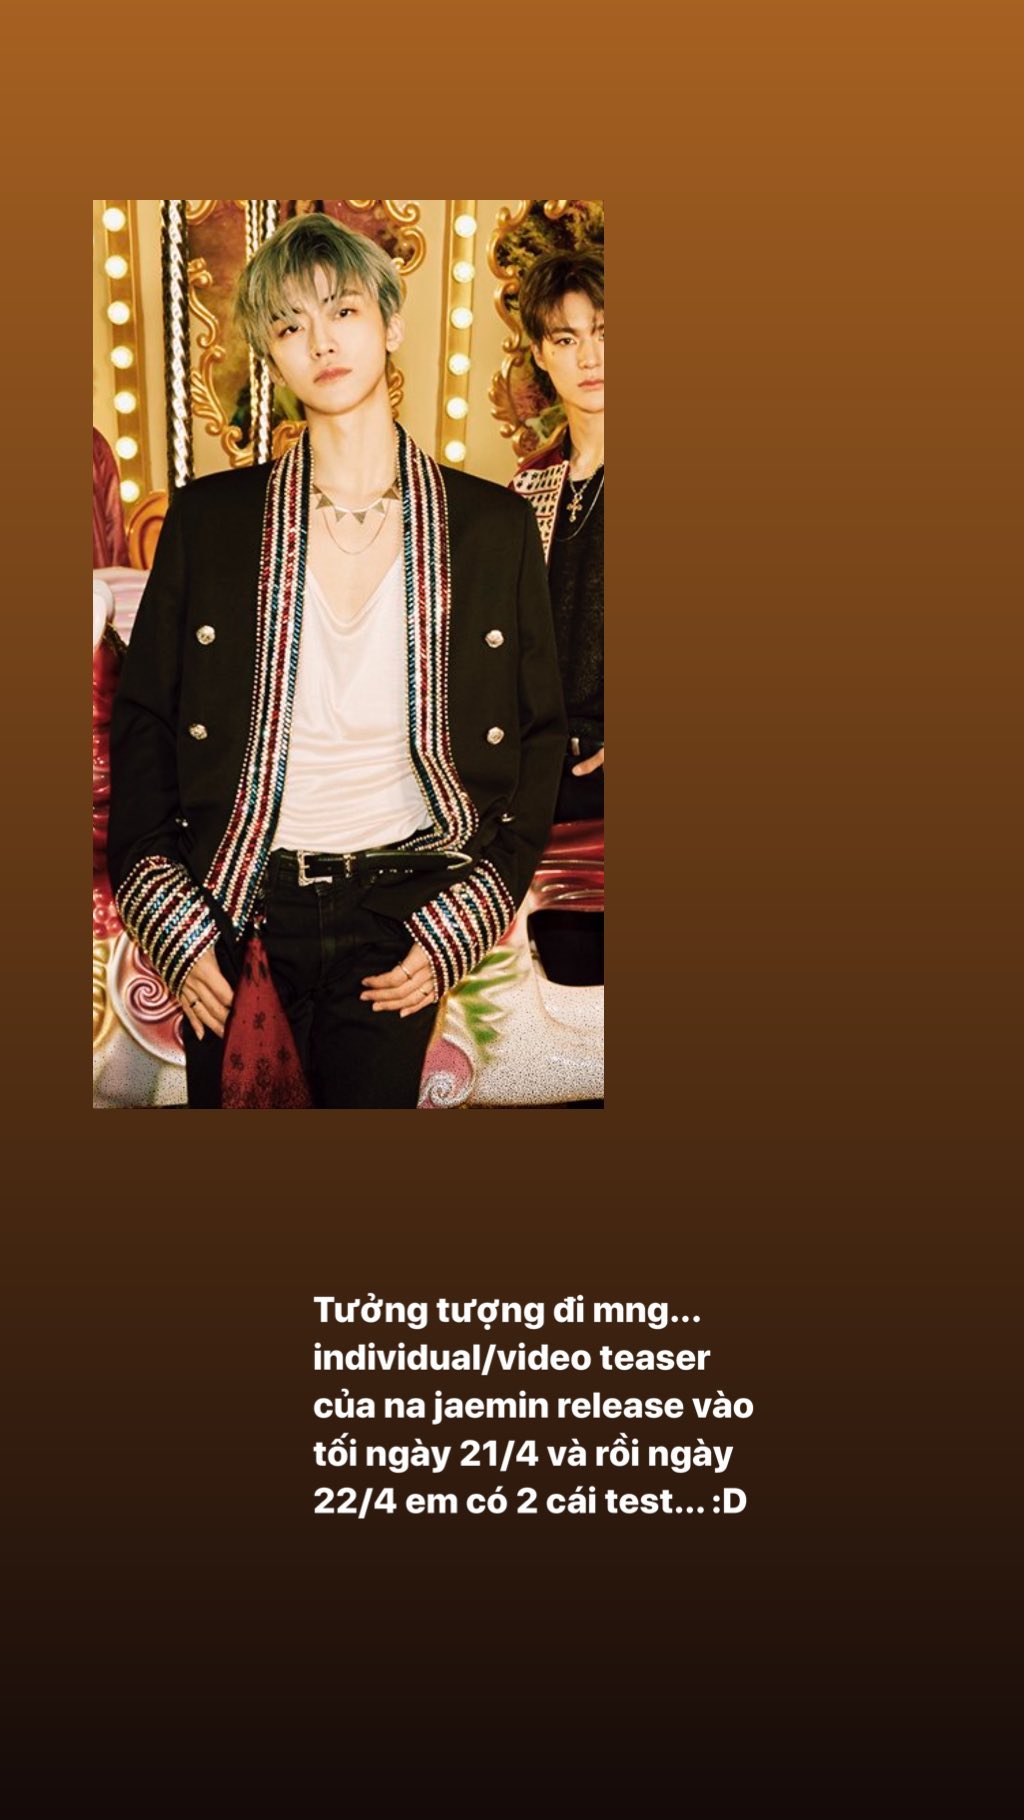 Tưởng tượng đi mng...
individual/video teaser
của na jaemin release vào
tối ngày 21/4 và rồi ngày
22/4 em có 2 cái test... :D